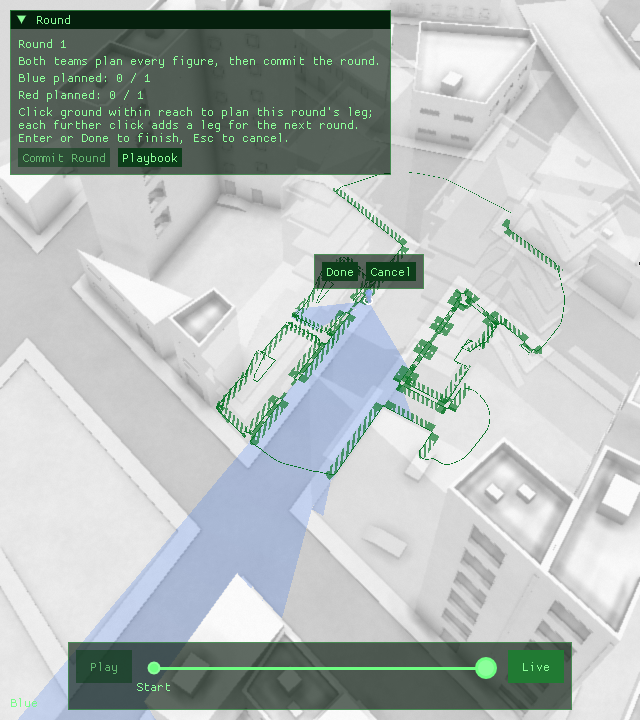 Round
Round 1
Both teams plan every figure, then commit the round.
Blue planned: 0 / 1
Red planned: 0 / 1
Click ground within reach to plan this round's leg;
each further click adds a leg for the next round.
Enter or Done to finish, Esc to cancel.
Commit Round Playbook
Done Cancel
Play Live
Start
Blue